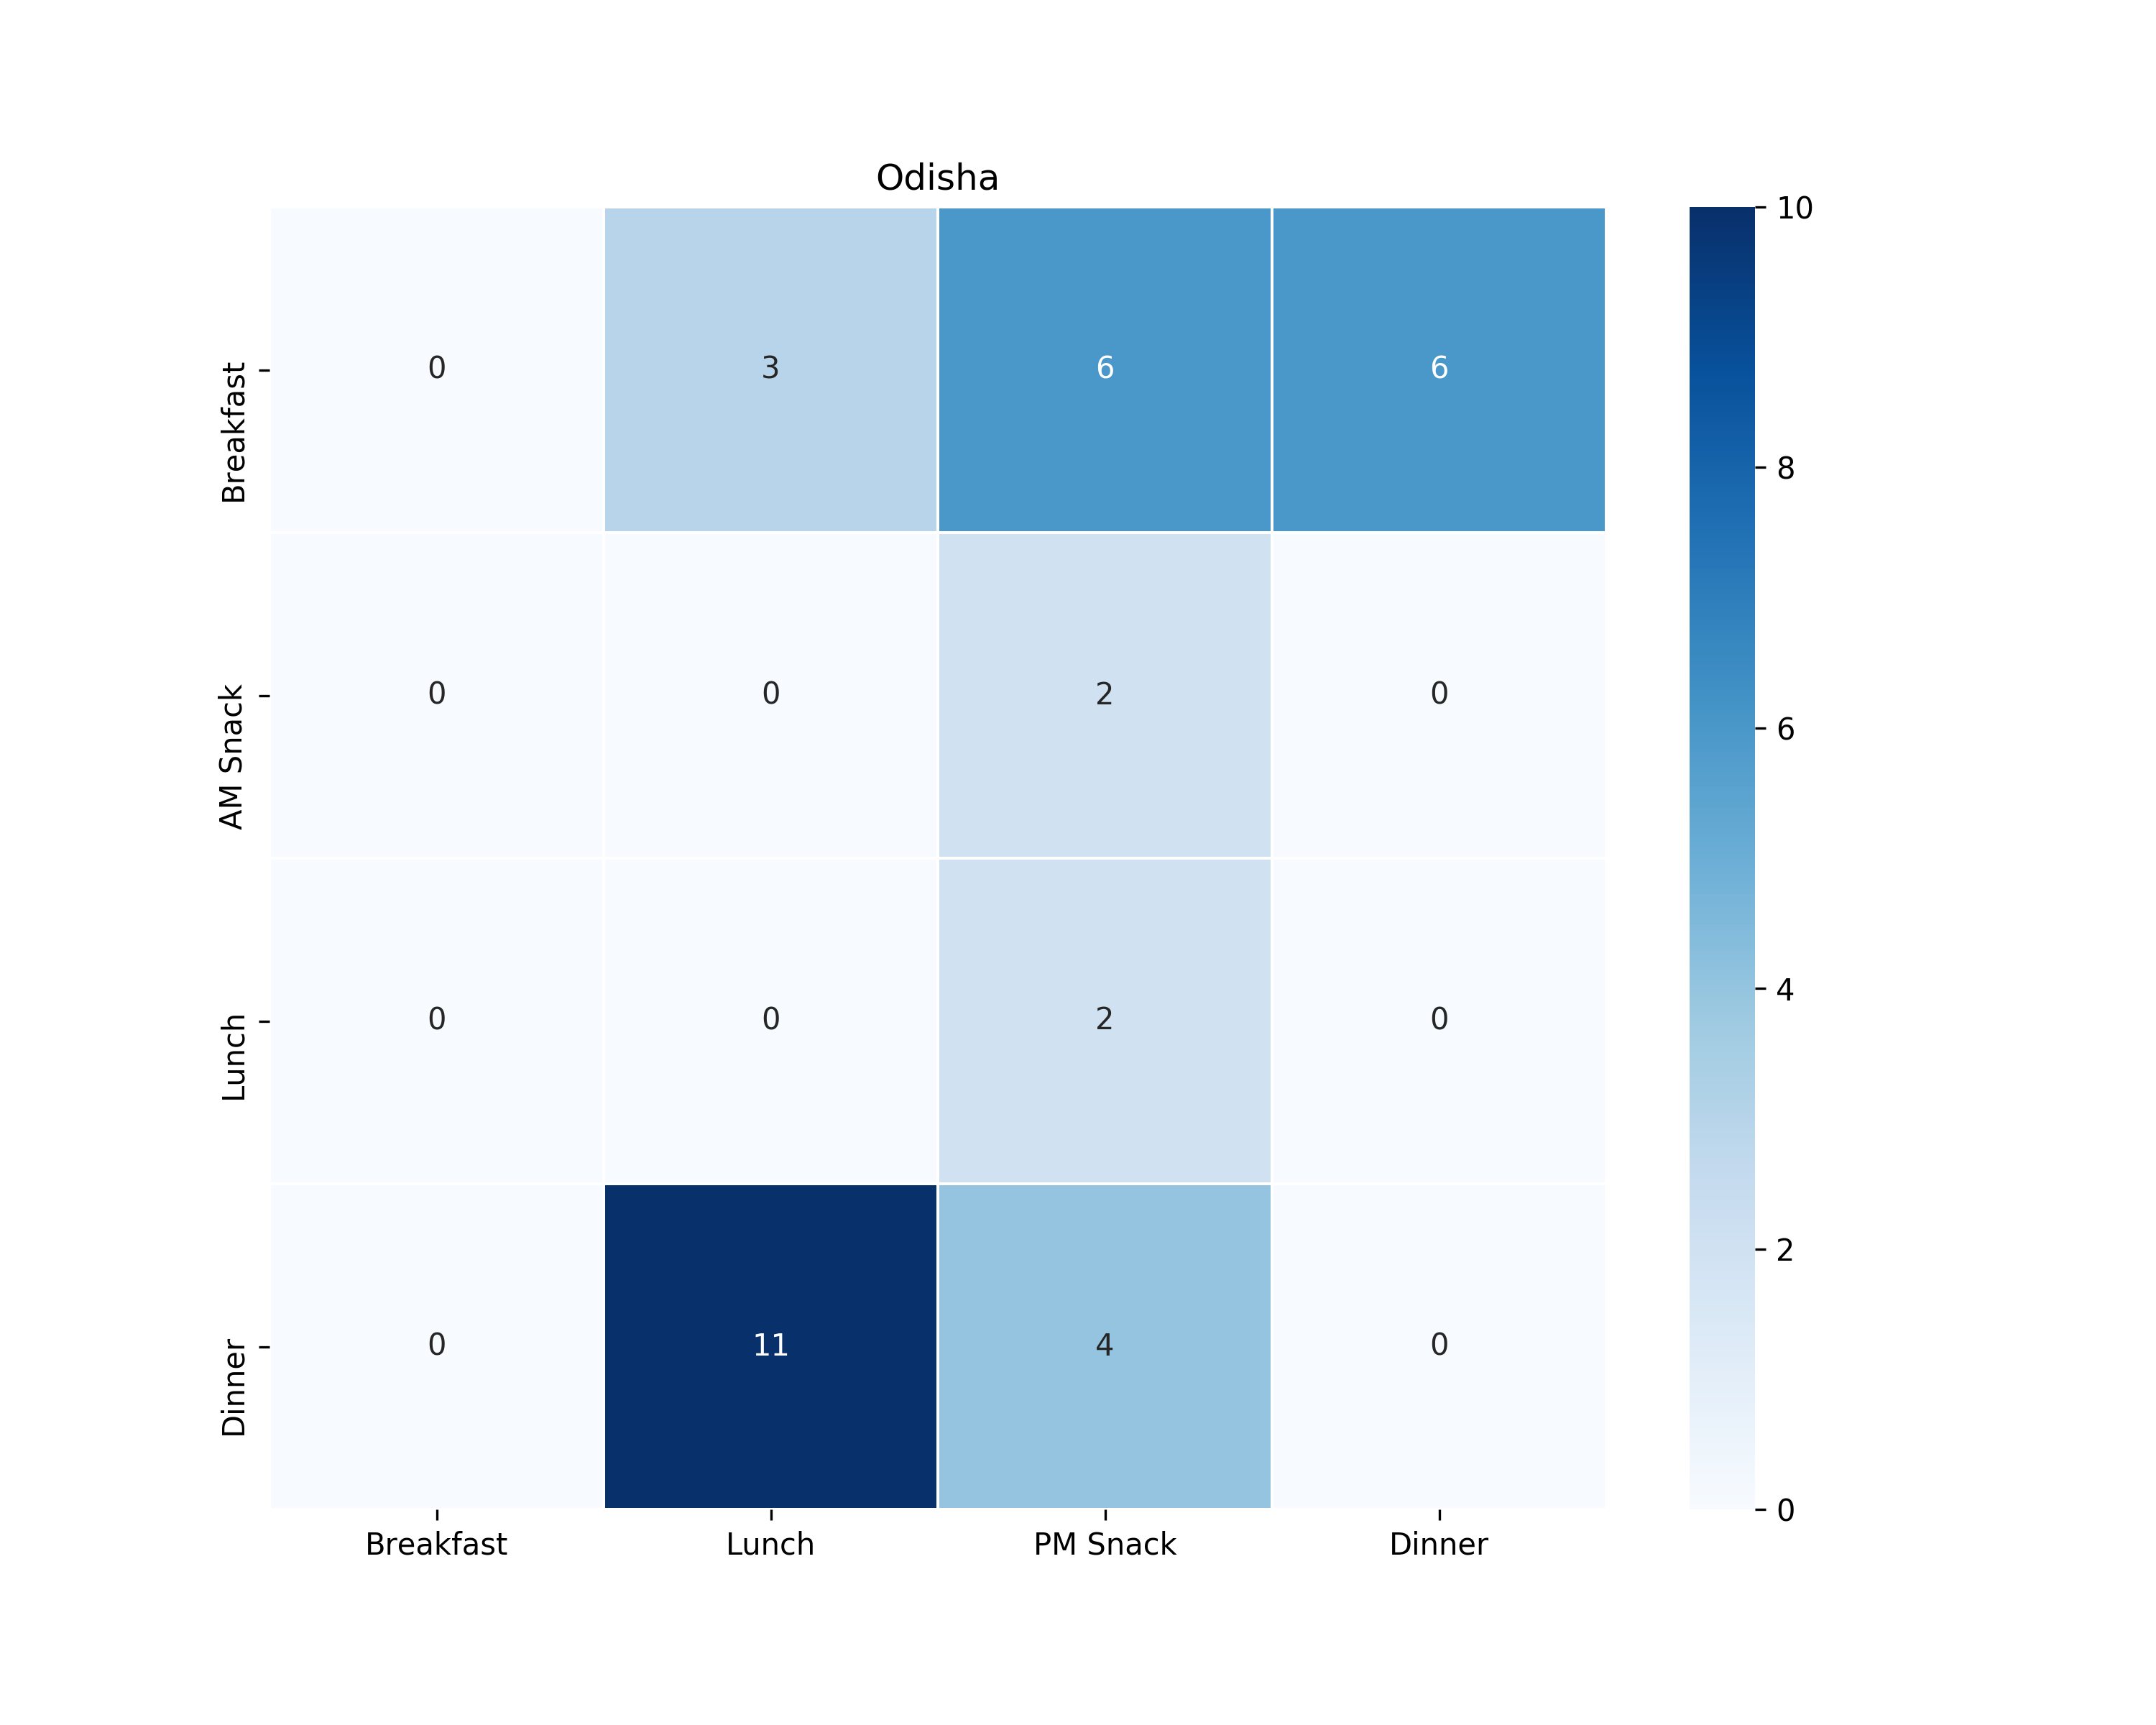 Odisha
Breakfast 0 3 6 6
AM Snack 0 0 2 0
Lunch 0 0 2 0
Dinner 0 11 4 0
Breakfast Lunch PM Snack Dinner
10
8
6
4
2
0